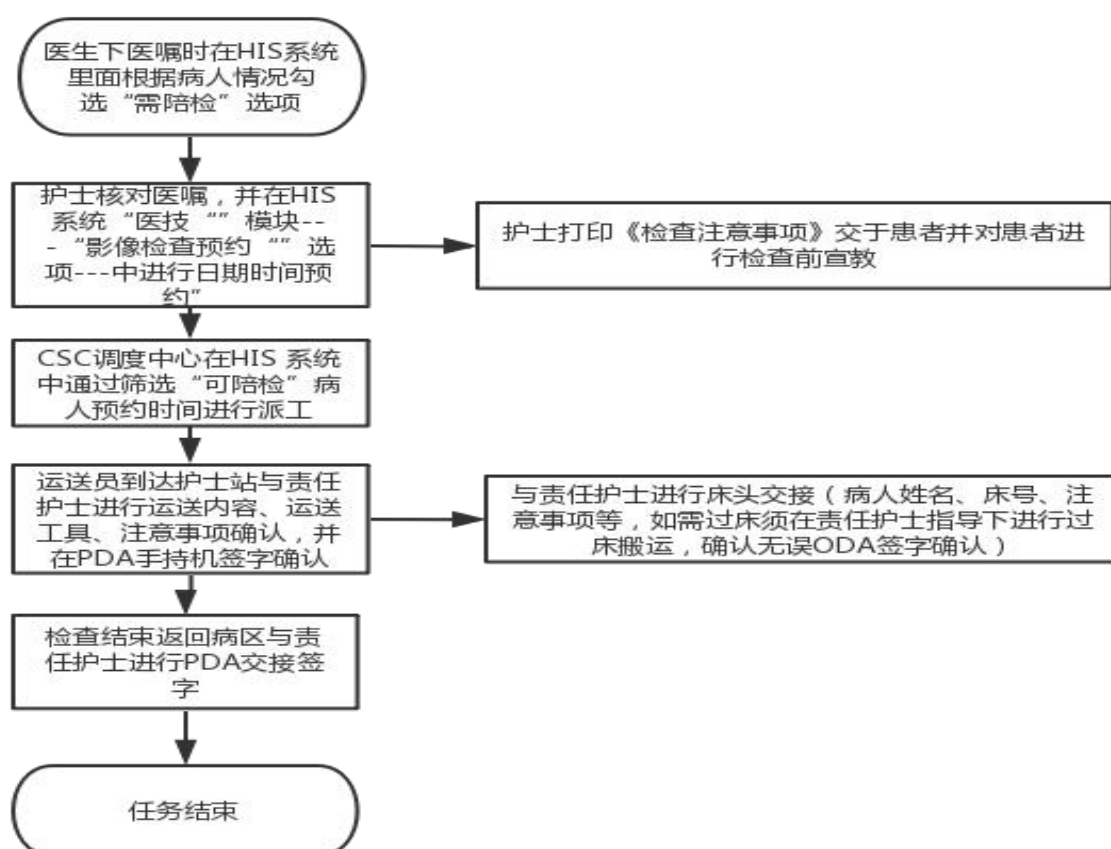 医生下医嘱时在HIS系统
里面根据病人情况勾
选“需陪检”选项
护士核对医嘱，并在HIS
系统“医技“”模块--
-“影像检查预约“”选
项---中进行日期时间预
约”
护士打印《检查注意事项》交于患者并对患者进
行检查前宣教
CSC调度中心在HIS 系统
中通过筛选“可陪检”病
人预约时间进行派工
运送员到达护士站与责任
护士进行运送内容、运送
工具、注意事项确认，并
在PDA手持机签字确认
与责任护士进行床头交接（病人姓名、床号、注
意事项等，如需过床须在责任护士指导下进行过
床搬运，确认无误ODA签字确认）
检查结束返回病区与责
任护士进行PDA交接签
字
任务结束